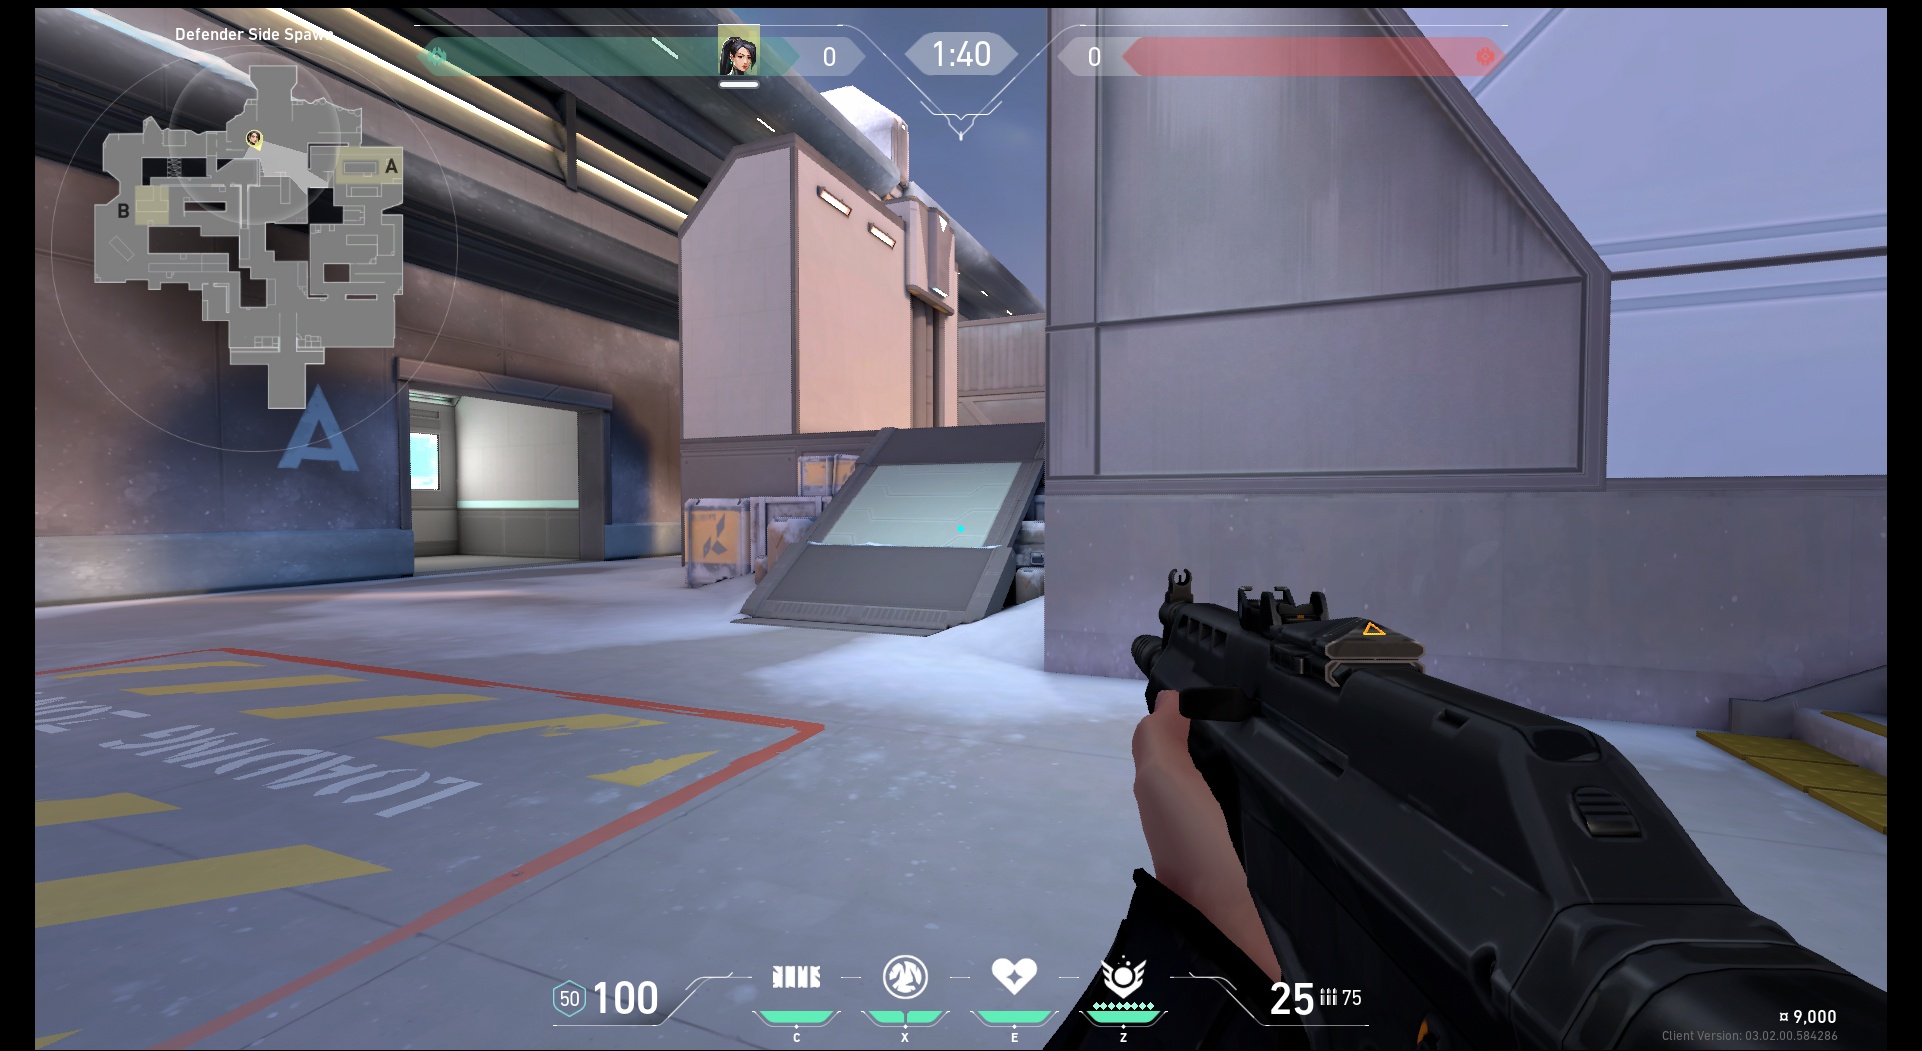 Defender Side Spawn
0
1:40
0
A
B
A
LOADING
50
100
C
X
E
Z
25
75
¤ 9,000
Client Version: 03.02.00.584286